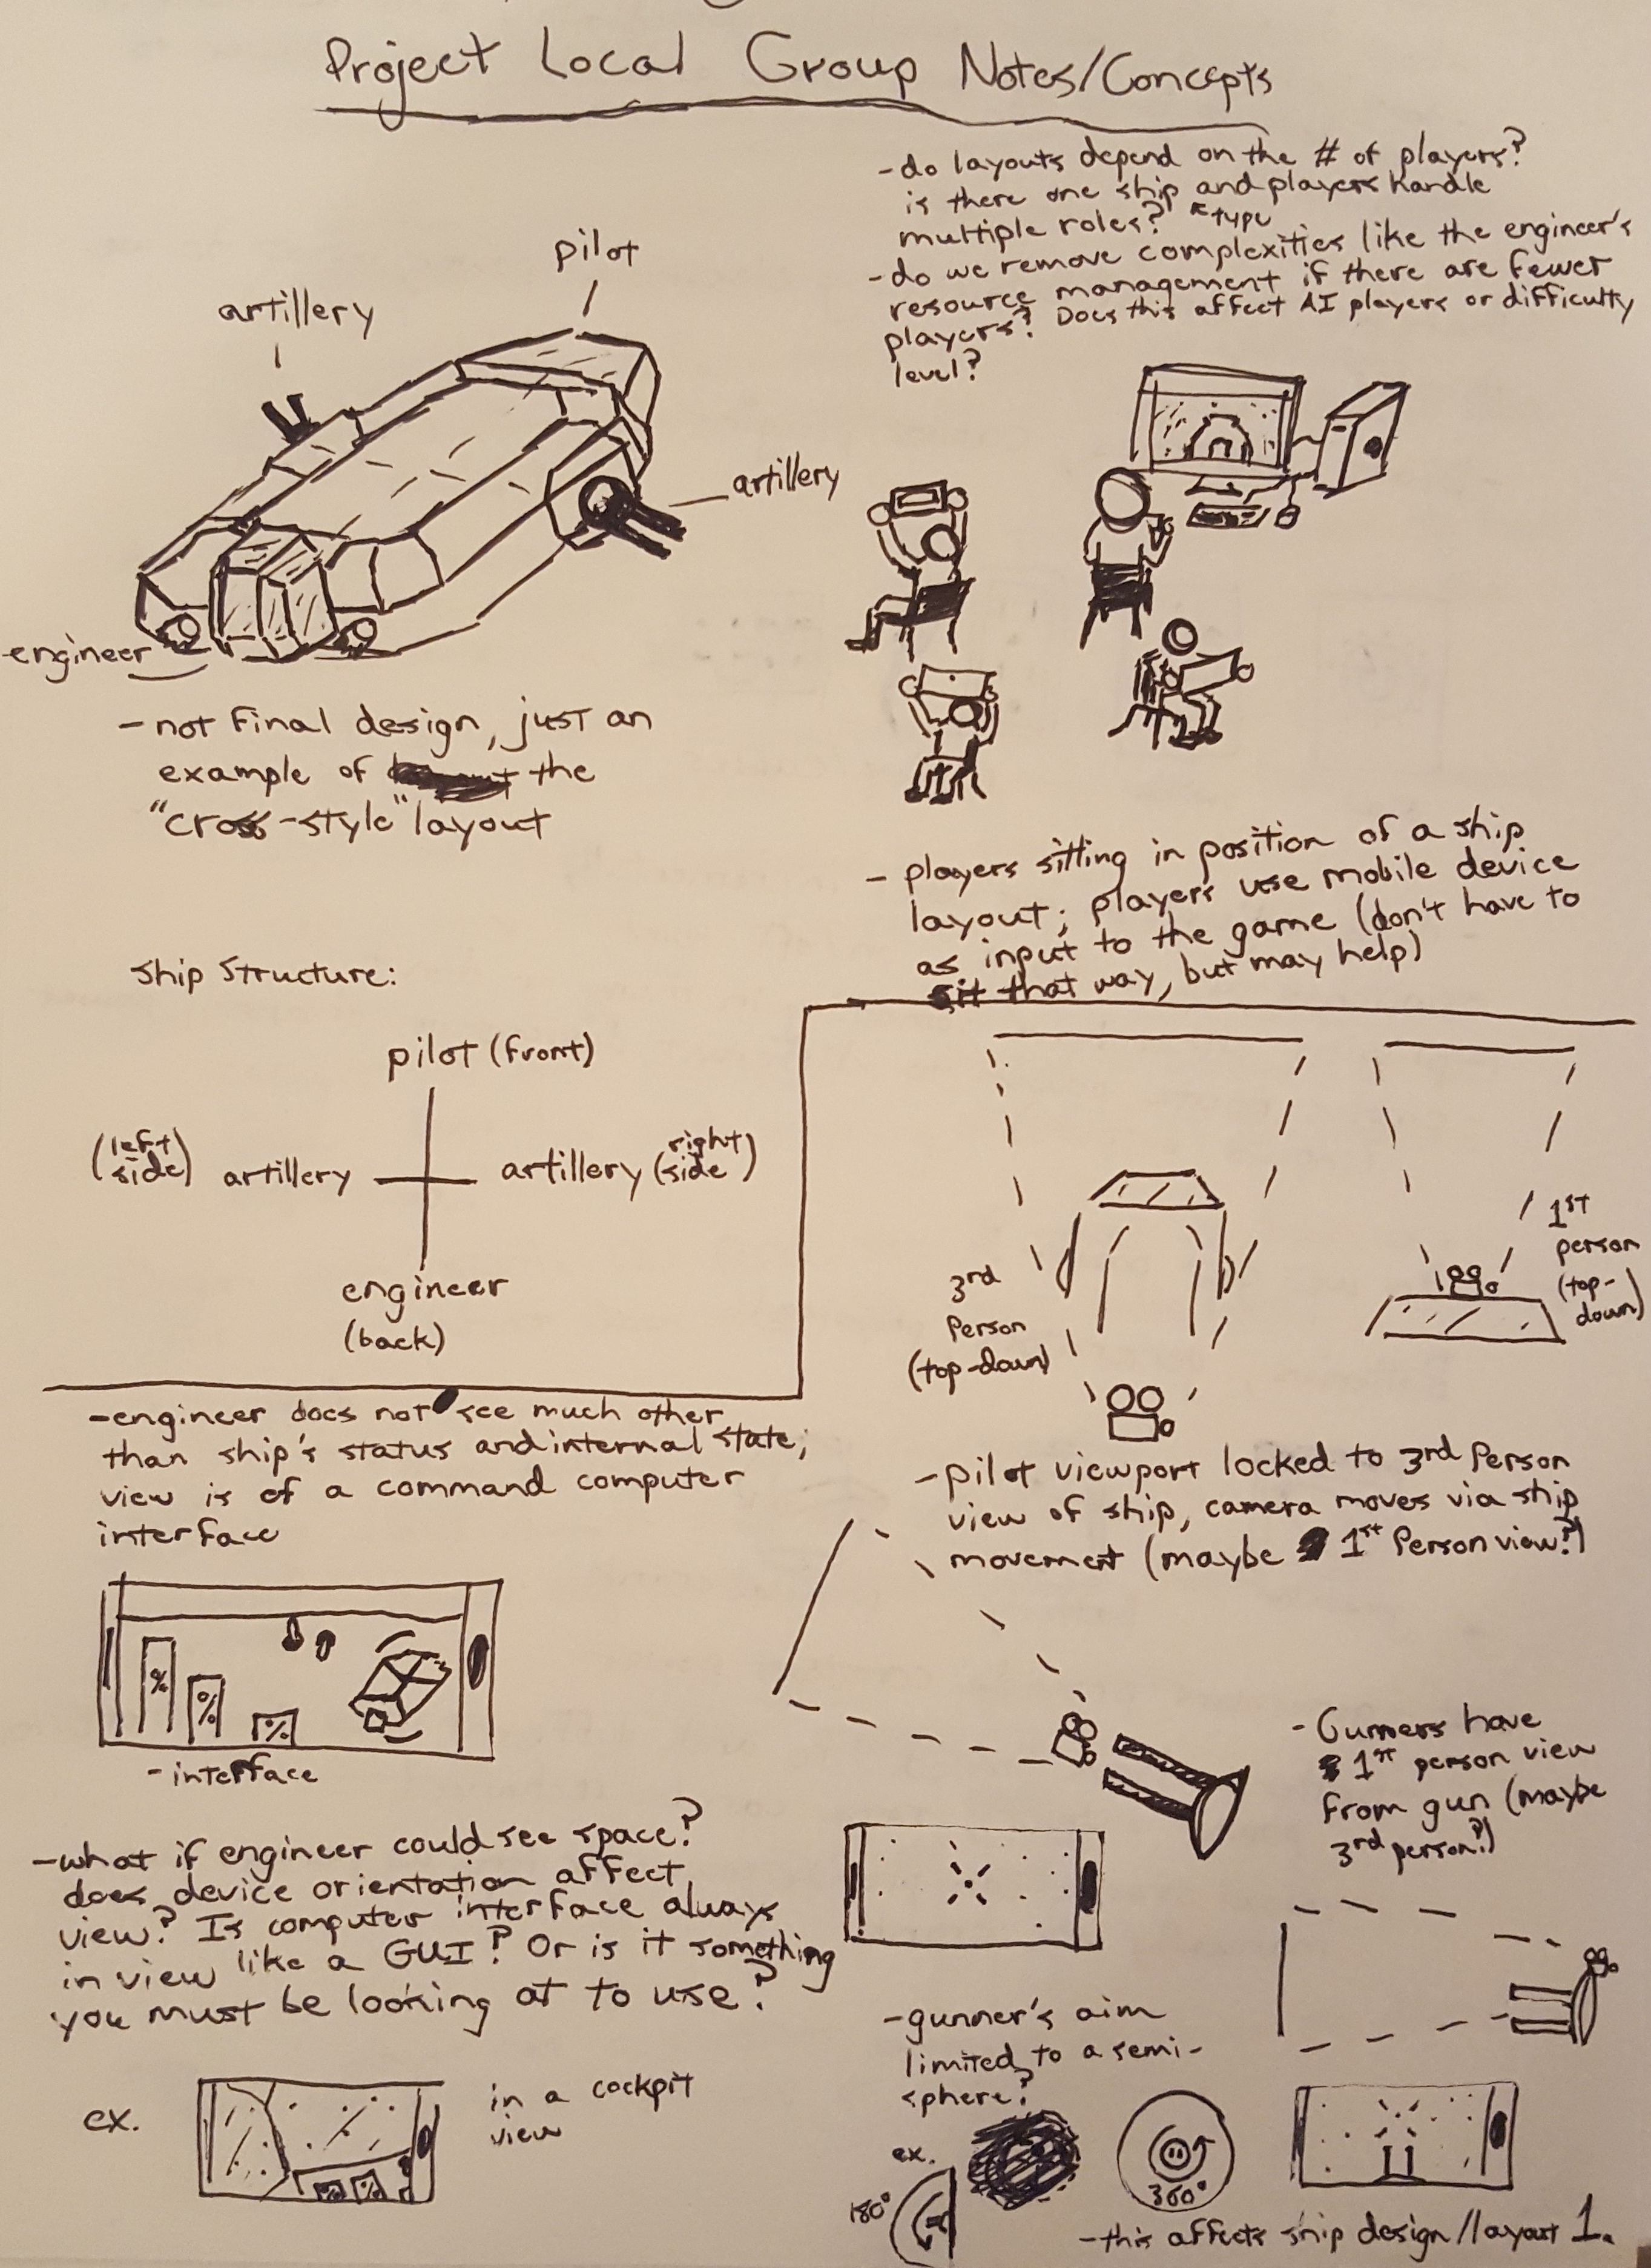 Project Local Group Notes/Concepts
- do layouts depend on the # of players?
is there one ship and players handle
multiple roles? ↖type
- do we remove complexities like the engineer's
resource management if there are fewer
players? Does this affect AI players or difficulty
level?
pilot
artillery
artillery
engineer
- not final design, just an
example of the
"cross-style" layout
- players sitting in position of a ship
layout; players use mobile device
as input to the game (don't have to
sit that way, but may help)
ship structure:
pilot (front)
(left side) artillery
artillery (right side)
engineer
(back)
3rd
Person
(top-down)
1st
person
(top-
down)
- pilot viewport locked to 3rd Person
view of ship, camera moves via ship
movement (maybe 1st Person view?)
- engineer does not see much other
than ship's status and internal state;
view is of a command computer
interface
%
%
%
- interface
- what if engineer could see space?
does device orientation affect
view? Is computer interface always
in view like a GUI? Or is it something
you must be looking at to use?
ex.
in a cockpit
view
% %
- Gunners have
1st person view
from gun (maybe
3rd person?)
- gunner's aim
limited to a semi-
sphere?
ex.
180°
360°
- this affects ship design/layout 1.